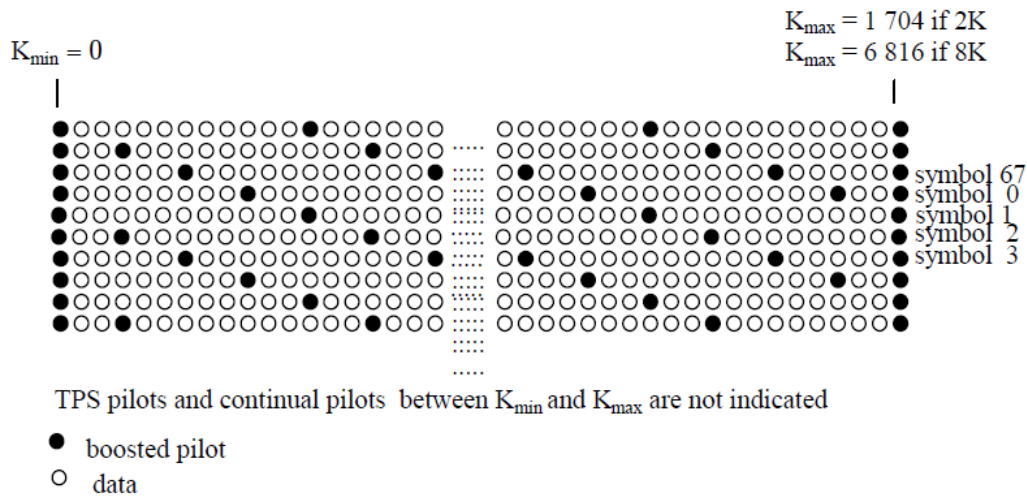 K_max = 1 704 if 2K
K_min = 0
K_max = 6 816 if 8K
symbol 67
symbol 0
symbol 1
symbol 2
symbol 3
TPS pilots and continual pilots between K_min and K_max are not indicated
boosted pilot
data